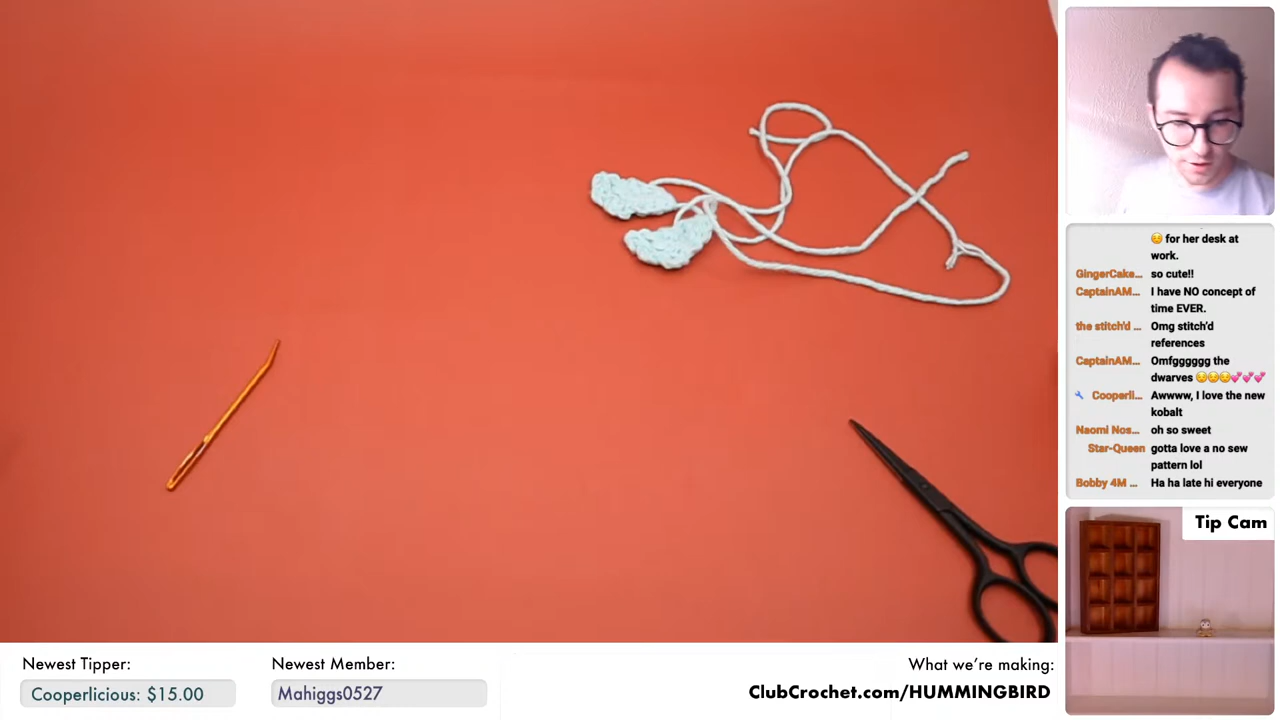 😔 for her desk at
work.
GingerCake... so cute!!
CaptainAM... I have NO concept of
time EVER.
the stitch'd ... Omg stitch'd
references
CaptainAM... Omfgggggg the
dwarves 😔😔😔💕💕💕
Cooperli... Awwww, I love the new
kobalt
Naomi Nos... oh so sweet
Star-Queen gotta love a no sew
pattern lol
Bobby 4M ... Ha ha late hi everyone
Tip Cam
Newest Tipper:
Cooperlicious: $15.00
Newest Member:
Mahiggs0527
What we're making:
ClubCrochet.com/HUMMINGBIRD